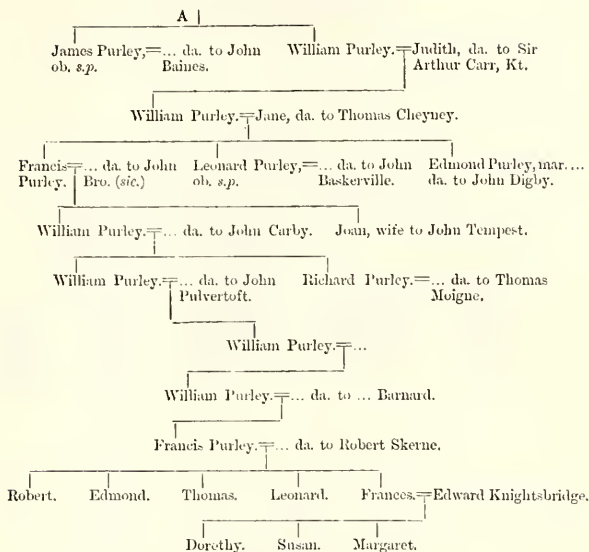 A
James Purley,=... da. to John William Purley.=Judith, da. to Sir
ob. s.p. Baines. Arthur Carr, Kt.
William Purley.=Jane, da. to Thomas Cheyney.
Francis=... da. to John Leonard Purley,=... da. to John Edmond Purley, mar....
Purley. Bro. (sic.) ob. s.p. Baskerville. da. to John Digby.
William Purley.=... da. to John Carby. Joan, wife to John Tempest.
William Purley.=... da. to John Richard Purley.=... da. to Thomas
Pulvertoft. Moigne.
William Purley.=...
William Purley.=... da. to ... Barnard.
Francis Purley.=... da. to Robert Skerne.
Robert. Edmond. Thomas. Leonard. Frances.=Edward Knightsbridge.
Dorothy. Susan. Margaret.